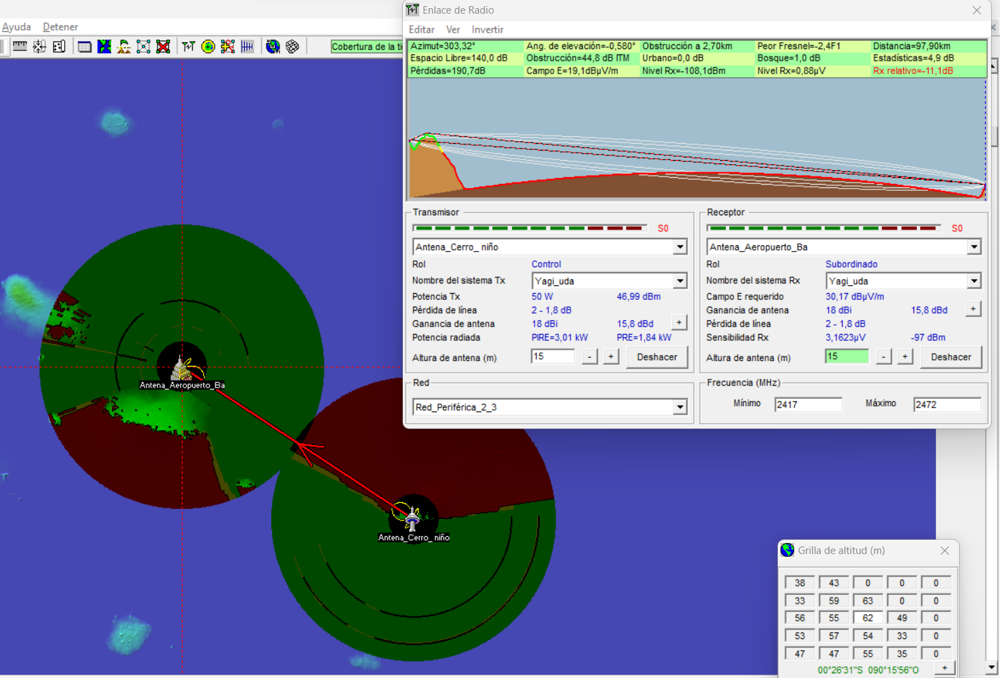 Ayuda Detener
Cobertura de la ti
Enlace de Radio
Editar Ver Invertir
Azimut=303,32° Ang. de elevación=-0,580° Obstrucción a 2,70km Peor Fresnel=-2,4F1 Distancia=97,90km
Espacio Libre=140,0 dB Obstrucción=44,8 dB ITM Urbano=0,0 dB Bosque=1,0 dB Estadísticas=4,9 dB
Pérdidas=190,7dB Campo E=19,1dBµV/m Nivel Rx=-108,1dBm Nivel Rx=0,88µV Rx relativo=-11,1dB
Transmisor
S0
Antena_Cerro_ niño
Rol Control
Nombre del sistema Tx Yagi_uda
Potencia Tx 50 W 46,99 dBm
Pérdida de línea 2 - 1,8 dB
Ganancia de antena 18 dBi 15,8 dBd +
Potencia radiada PIRE=3,01 kW PRE=1,84 kW
Altura de antena (m) 15 - + Deshacer
Red
Red_Periférica_2_3
Receptor
S0
Antena_Aeropuerto_Ba
Rol Subordinado
Nombre del sistema Rx Yagi_uda
Campo E requerido 30,17 dBµV/m
Ganancia de antena 18 dBi 15,8 dBd +
Pérdida de línea 2 - 1,8 dB
Sensibilidad Rx 3,1623µV -97 dBm
Altura de antena (m) 15 - + Deshacer
Frecuencia (MHz)
Mínimo 2417 Máximo 2472
Antena_Aeropuerto_Ba
Antena_Cerro_ niño
Grilla de altitud (m)
38 43 0 0 0
33 59 63 0 0
56 55 62 49 0
53 57 54 33 0
47 47 55 35 0
00°26'31"S 090°15'56"O +